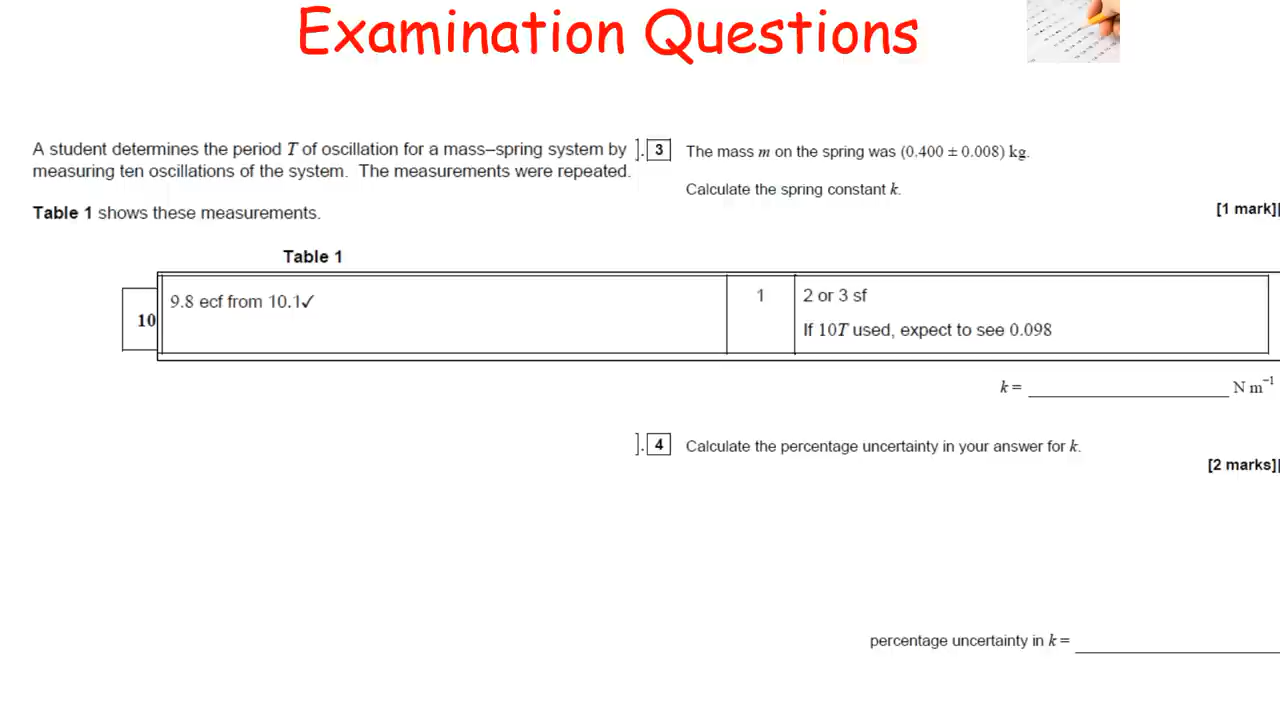 Examination Questions
A student determines the period T of oscillation for a mass–spring system by
measuring ten oscillations of the system. The measurements were repeated.
Table 1 shows these measurements.
Table 1
10
9.8 ecf from 10.1✓
1
2 or 3 sf
If 10T used, expect to see 0.098
].3 The mass m on the spring was (0.400 ± 0.008) kg.
Calculate the spring constant k.
[1 mark]
k = ____________________ N m⁻¹
].4 Calculate the percentage uncertainty in your answer for k.
[2 marks]
percentage uncertainty in k = ____________________